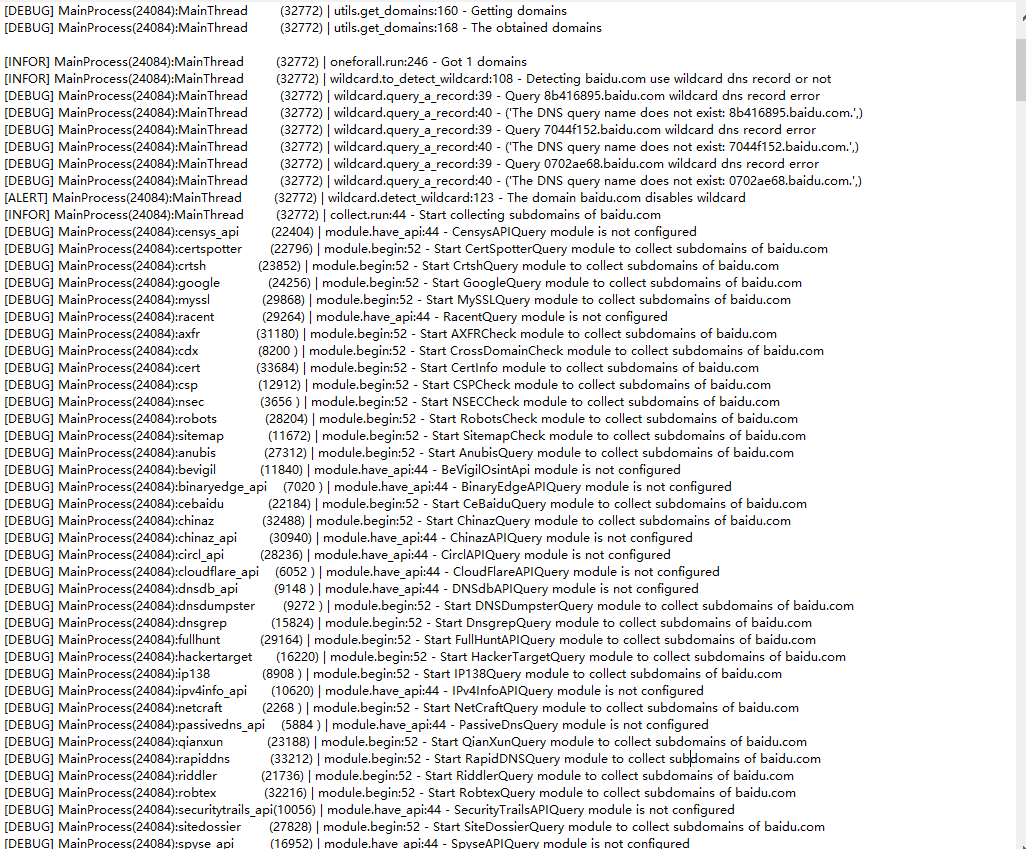 [DEBUG] MainProcess(24084):MainThread (32772) | utils.get_domains:160 - Getting domains
[DEBUG] MainProcess(24084):MainThread (32772) | utils.get_domains:168 - The obtained domains
[INFOR] MainProcess(24084):MainThread (32772) | oneforall.run:246 - Got 1 domains
[INFOR] MainProcess(24084):MainThread (32772) | wildcard.to_detect_wildcard:108 - Detecting baidu.com use wildcard dns record or not
[DEBUG] MainProcess(24084):MainThread (32772) | wildcard.query_a_record:39 - Query 8b416895.baidu.com wildcard dns record error
[DEBUG] MainProcess(24084):MainThread (32772) | wildcard.query_a_record:40 - ('The DNS query name does not exist: 8b416895.baidu.com.',)
[DEBUG] MainProcess(24084):MainThread (32772) | wildcard.query_a_record:39 - Query 7044f152.baidu.com wildcard dns record error
[DEBUG] MainProcess(24084):MainThread (32772) | wildcard.query_a_record:40 - ('The DNS query name does not exist: 7044f152.baidu.com.',)
[DEBUG] MainProcess(24084):MainThread (32772) | wildcard.query_a_record:39 - Query 0702ae68.baidu.com wildcard dns record error
[DEBUG] MainProcess(24084):MainThread (32772) | wildcard.query_a_record:40 - ('The DNS query name does not exist: 0702ae68.baidu.com.',)
[ALERT] MainProcess(24084):MainThread (32772) | wildcard.detect_wildcard:123 - The domain baidu.com disables wildcard
[INFOR] MainProcess(24084):MainThread (32772) | collect.run:44 - Start collecting subdomains of baidu.com
[DEBUG] MainProcess(24084):censys_api (22404) | module.have_api:44 - CensysAPIQuery module is not configured
[DEBUG] MainProcess(24084):certspotter (22796) | module.begin:52 - Start CertSpotterQuery module to collect subdomains of baidu.com
[DEBUG] MainProcess(24084):crtsh (23852) | module.begin:52 - Start CrtshQuery module to collect subdomains of baidu.com
[DEBUG] MainProcess(24084):google (24256) | module.begin:52 - Start GoogleQuery module to collect subdomains of baidu.com
[DEBUG] MainProcess(24084):myssl (29868) | module.begin:52 - Start MySSLQuery module to collect subdomains of baidu.com
[DEBUG] MainProcess(24084):racent (29264) | module.have_api:44 - RacentQuery module is not configured
[DEBUG] MainProcess(24084):axfr (31180) | module.begin:52 - Start AXFRCheck module to collect subdomains of baidu.com
[DEBUG] MainProcess(24084):cdx (8200 ) | module.begin:52 - Start CrossDomainCheck module to collect subdomains of baidu.com
[DEBUG] MainProcess(24084):cert (33684) | module.begin:52 - Start CertInfo module to collect subdomains of baidu.com
[DEBUG] MainProcess(24084):csp (12912) | module.begin:52 - Start CSPCheck module to collect subdomains of baidu.com
[DEBUG] MainProcess(24084):nsec (3656 ) | module.begin:52 - Start NSECCheck module to collect subdomains of baidu.com
[DEBUG] MainProcess(24084):robots (28204) | module.begin:52 - Start RobotsCheck module to collect subdomains of baidu.com
[DEBUG] MainProcess(24084):sitemap (11672) | module.begin:52 - Start SitemapCheck module to collect subdomains of baidu.com
[DEBUG] MainProcess(24084):anubis (27312) | module.begin:52 - Start AnubisQuery module to collect subdomains of baidu.com
[DEBUG] MainProcess(24084):bevigil (11840) | module.have_api:44 - BeVigilOsintApi module is not configured
[DEBUG] MainProcess(24084):binaryedge_api (7020 ) | module.have_api:44 - BinaryEdgeAPIQuery module is not configured
[DEBUG] MainProcess(24084):cebaidu (22184) | module.begin:52 - Start CeBaiduQuery module to collect subdomains of baidu.com
[DEBUG] MainProcess(24084):chinaz (32488) | module.begin:52 - Start ChinazQuery module to collect subdomains of baidu.com
[DEBUG] MainProcess(24084):chinaz_api (30940) | module.have_api:44 - ChinazAPIQuery module is not configured
[DEBUG] MainProcess(24084):circl_api (28236) | module.have_api:44 - CirclAPIQuery module is not configured
[DEBUG] MainProcess(24084):cloudflare_api (6052 ) | module.have_api:44 - CloudFlareAPIQuery module is not configured
[DEBUG] MainProcess(24084):dnsdb_api (9148 ) | module.have_api:44 - DNSdbAPIQuery module is not configured
[DEBUG] MainProcess(24084):dnsdumpster (9272 ) | module.begin:52 - Start DNSDumpsterQuery module to collect subdomains of baidu.com
[DEBUG] MainProcess(24084):dnsgrep (15824) | module.begin:52 - Start DnsgrepQuery module to collect subdomains of baidu.com
[DEBUG] MainProcess(24084):fullhunt (29164) | module.begin:52 - Start FullHuntAPIQuery module to collect subdomains of baidu.com
[DEBUG] MainProcess(24084):hackertarget (16220) | module.begin:52 - Start HackerTargetQuery module to collect subdomains of baidu.com
[DEBUG] MainProcess(24084):ip138 (8908 ) | module.begin:52 - Start IP138Query module to collect subdomains of baidu.com
[DEBUG] MainProcess(24084):ipv4info_api (10620) | module.have_api:44 - IPv4InfoAPIQuery module is not configured
[DEBUG] MainProcess(24084):netcraft (2268 ) | module.begin:52 - Start NetCraftQuery module to collect subdomains of baidu.com
[DEBUG] MainProcess(24084):passivedns_api (5884 ) | module.have_api:44 - PassiveDnsQuery module is not configured
[DEBUG] MainProcess(24084):qianxun (23188) | module.begin:52 - Start QianXunQuery module to collect subdomains of baidu.com
[DEBUG] MainProcess(24084):rapiddns (33212) | module.begin:52 - Start RapidDNSQuery module to collect subdomains of baidu.com
[DEBUG] MainProcess(24084):riddler (21736) | module.begin:52 - Start RiddlerQuery module to collect subdomains of baidu.com
[DEBUG] MainProcess(24084):robtex (32216) | module.begin:52 - Start RobtexQuery module to collect subdomains of baidu.com
[DEBUG] MainProcess(24084):securitytrails_api(10056) | module.have_api:44 - SecurityTrailsAPIQuery module is not configured
[DEBUG] MainProcess(24084):sitedossier (27828) | module.begin:52 - Start SiteDossierQuery module to collect subdomains of baidu.com
[DEBUG] MainProcess(24084):spyse_api (16952) | module.have_api:44 - SpyseAPIQuery module is not configured